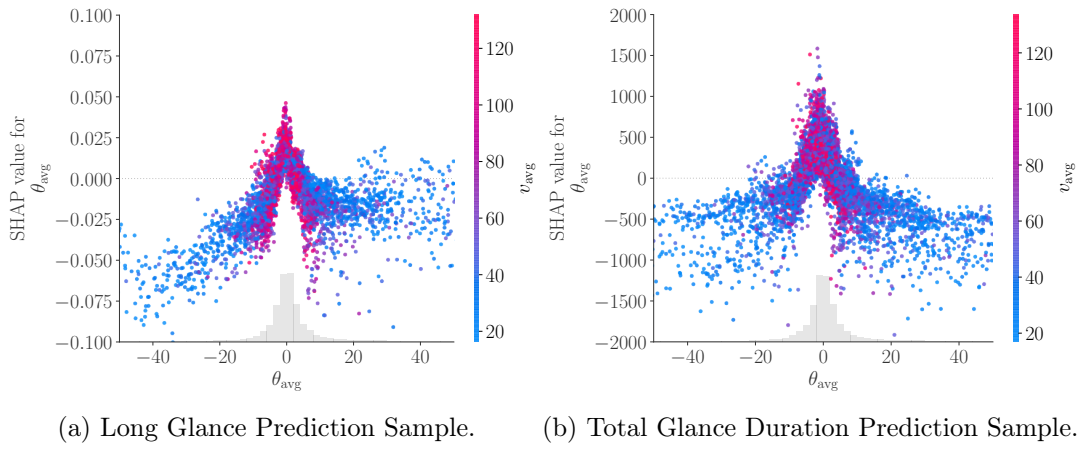 0.100
0.075
0.050
0.025
0.000
−0.025
−0.050
−0.075
−0.100
SHAP value for
θavg
−40 −20 0 20 40
θavg
120
100
80
60
40
20
vavg
2000
1500
1000
500
0
−500
−1000
−1500
−2000
SHAP value for
θavg
−40 −20 0 20 40
θavg
120
100
80
60
40
20
vavg
(a) Long Glance Prediction Sample.
(b) Total Glance Duration Prediction Sample.